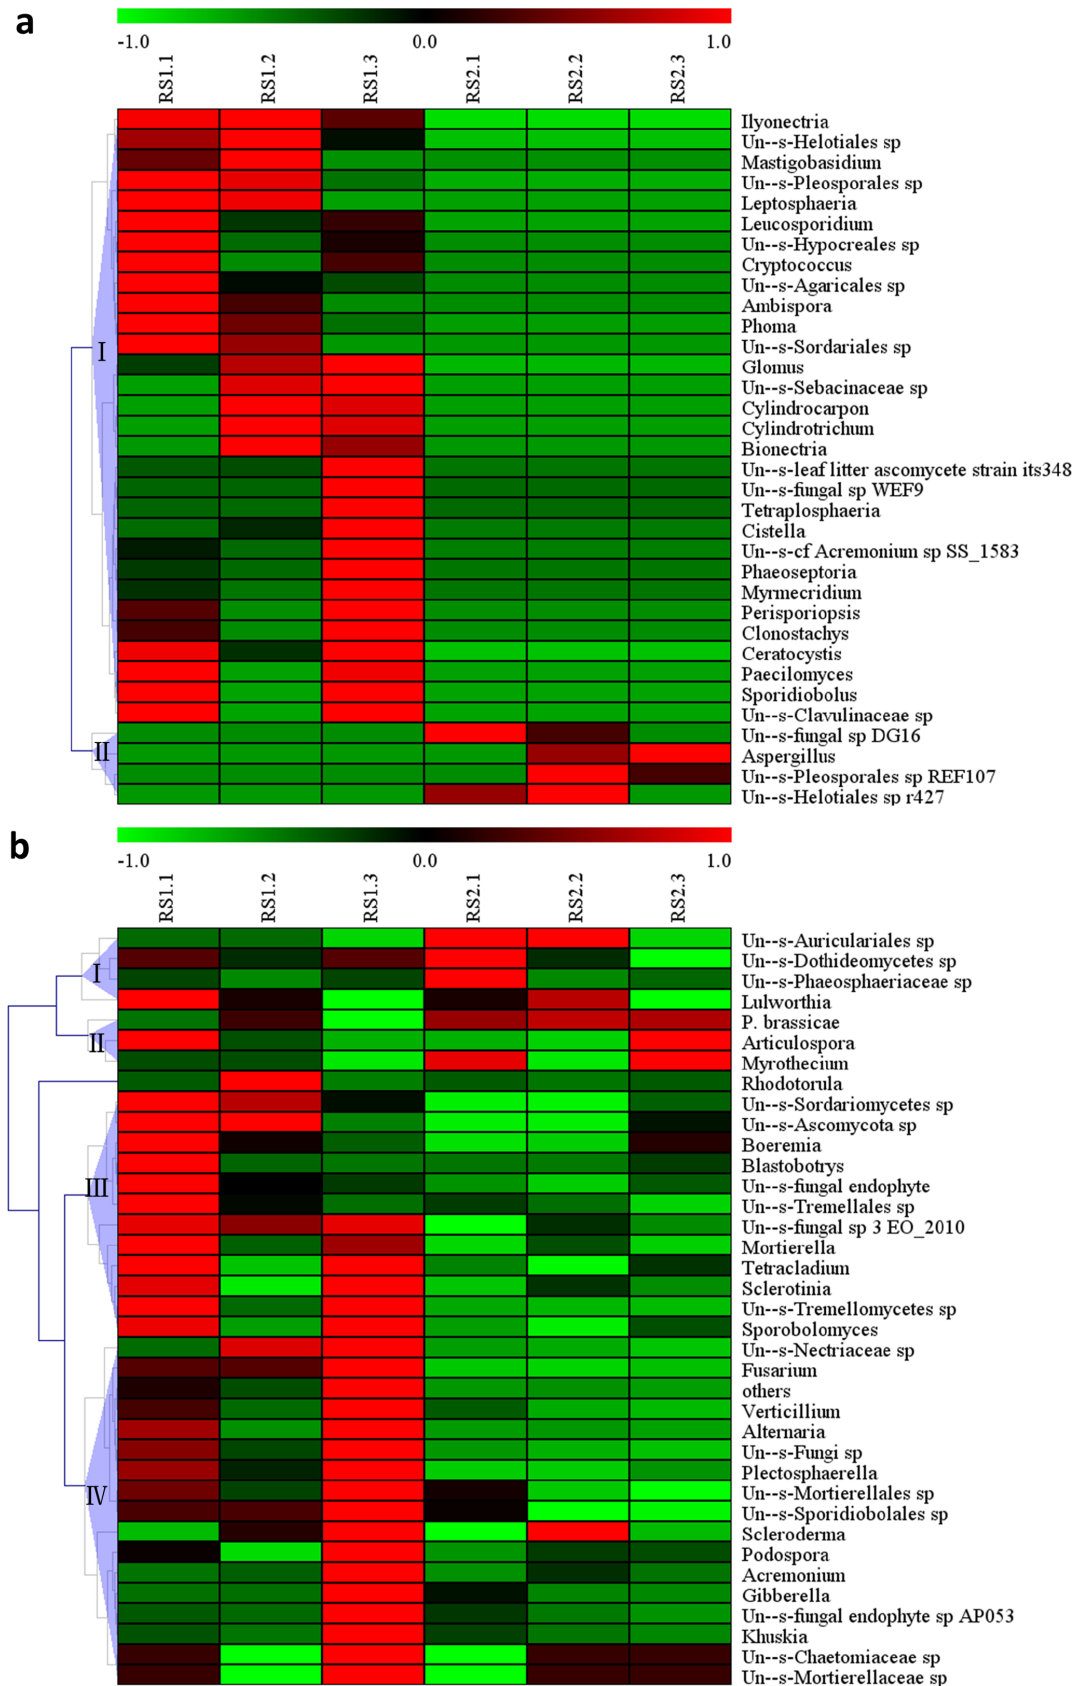 a
-1.0 0.0 1.0
RS1.1 RS1.2 RS1.3 RS2.1 RS2.2 RS2.3
Ilyonectria
Un--s-Helotiales sp
Mastigobasidium
Un--s-Pleosporales sp
Leptosphaeria
Leucosporidium
Un--s-Hypocreales sp
Cryptococcus
Un--s-Agaricales sp
Ambispora
Phoma
Un--s-Sordariales sp
I
Glomus
Un--s-Sebacinaceae sp
Cylindrocarpon
Cylindrotrichum
Bionectria
Un--s-leaf litter ascomycete strain its348
Un--s-fungal sp WEF9
Tetraplosphaeria
Cistella
Un--s-cf Acremonium sp SS_1583
Phaeoseptoria
Myrmecridium
Perisporiopsis
Clonostachys
Ceratocystis
Paecilomyces
Sporidiobolus
Un--s-Clavulinaceae sp
Un--s-fungal sp DG16
II
Aspergillus
Un--s-Pleosporales sp REF107
Un--s-Helotiales sp r427
b
-1.0 0.0 1.0
RS1.1 RS1.2 RS1.3 RS2.1 RS2.2 RS2.3
Un--s-Auriculariales sp
Un--s-Dothideomycetes sp
I
Un--s-Phaeosphaeriaceae sp
Lulworthia
P. brassicae
II
Articulospora
Myrothecium
Rhodotorula
Un--s-Sordariomycetes sp
Un--s-Ascomycota sp
Boeremia
Blastobotrys
III
Un--s-fungal endophyte
Un--s-Tremellales sp
Un--s-fungal sp 3 EO_2010
Mortierella
Tetracladium
Sclerotinia
Un--s-Tremellomycetes sp
Sporobolomyces
Un--s-Nectriaceae sp
Fusarium
others
Verticillium
Alternaria
Un--s-Fungi sp
Plectosphaerella
IV
Un--s-Mortierellales sp
Un--s-Sporidiobolales sp
Scleroderma
Podospora
Acremonium
Gibberella
Un--s-fungal endophyte sp AP053
Khuskia
Un--s-Chaetomiaceae sp
Un--s-Mortierellaceae sp